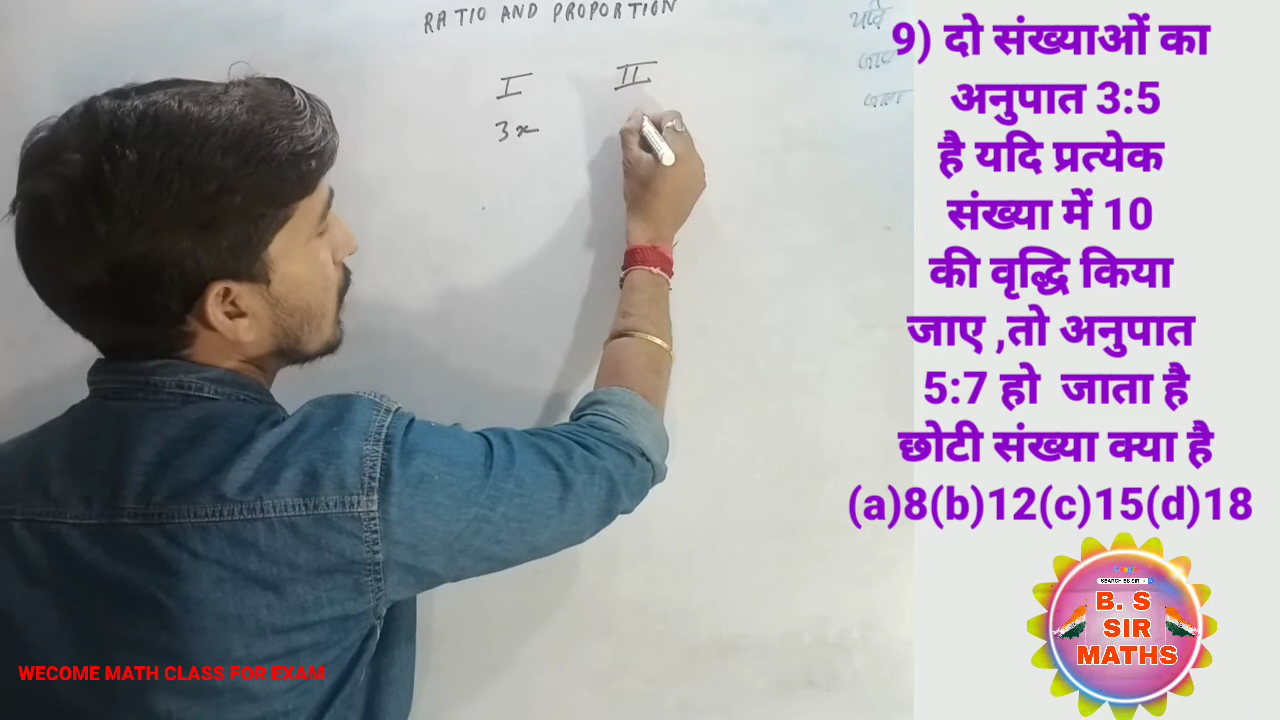 RATIO AND PROPORTION
I II
3x
यदि
9) दो संख्याओं का
अनुपात 3:5
है यदि प्रत्येक
संख्या में 10
की वृद्धि किया
जाए ,तो अनुपात
5:7 हो जाता है
छोटी संख्या क्या है
(a)8(b)12(c)15(d)18
B. S
SIR
MATHS
WECOME MATH CLASS FOR EXAM